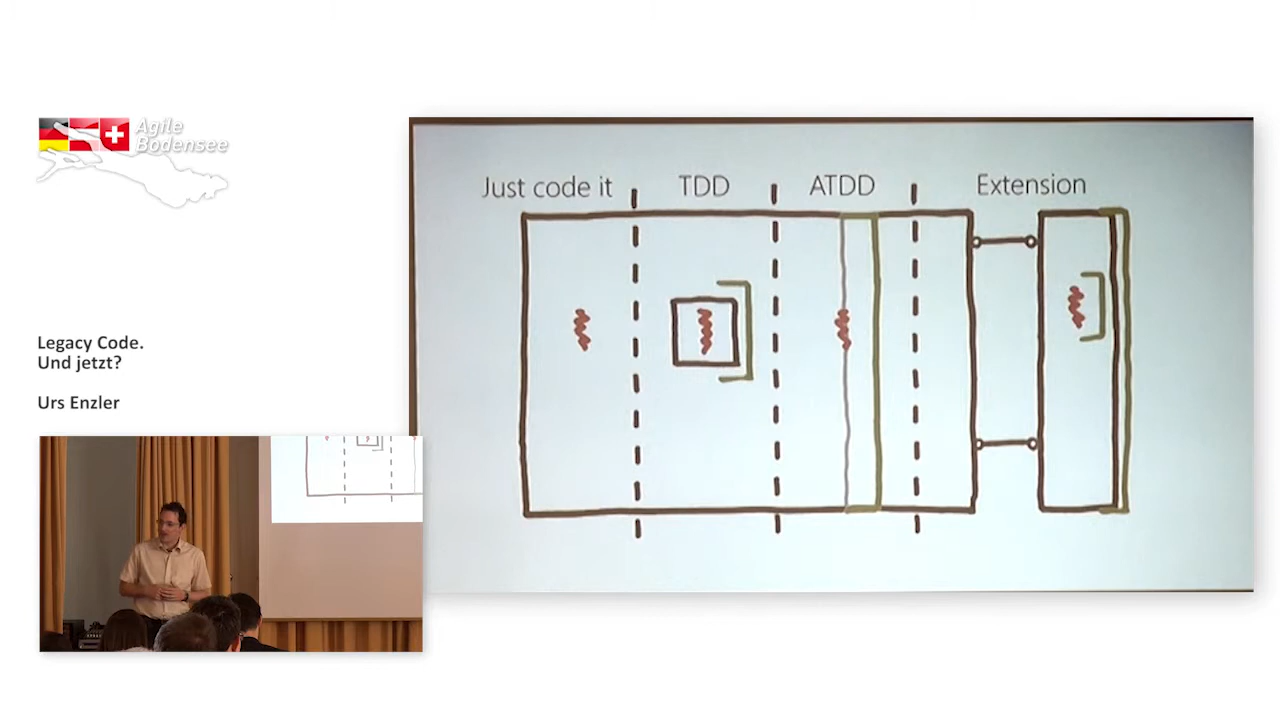 Agile
Bodensee
Legacy Code.
Und jetzt?
Urs Enzler
Just code it
TDD
ATDD
Extension